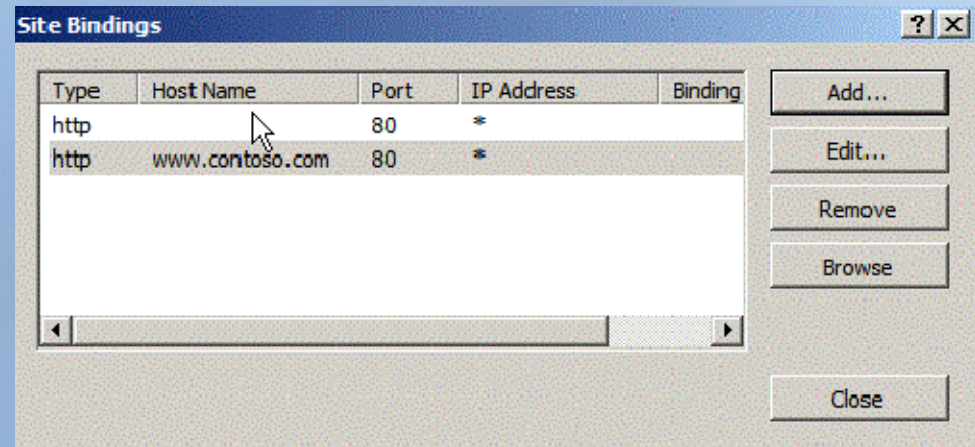 Site Bindings
Type Host Name Port IP Address Binding
http 80 *
http www.contoso.com 80 *
Add...
Edit...
Remove
Browse
Close